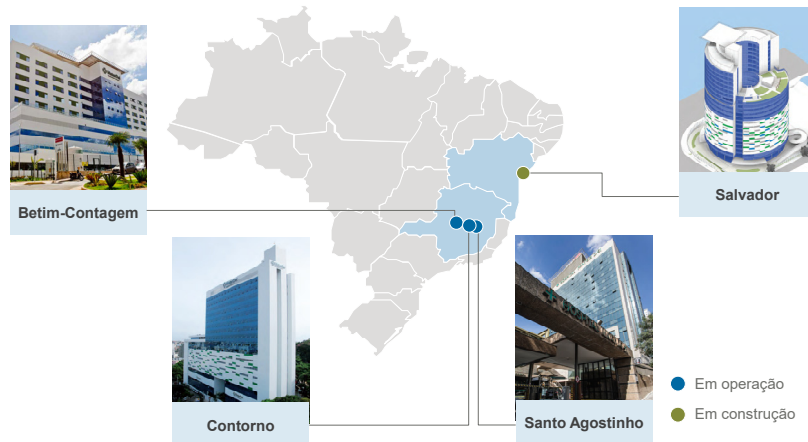 Betim-Contagem
Salvador
Contorno
Santo Agostinho
Em operação
Em construção